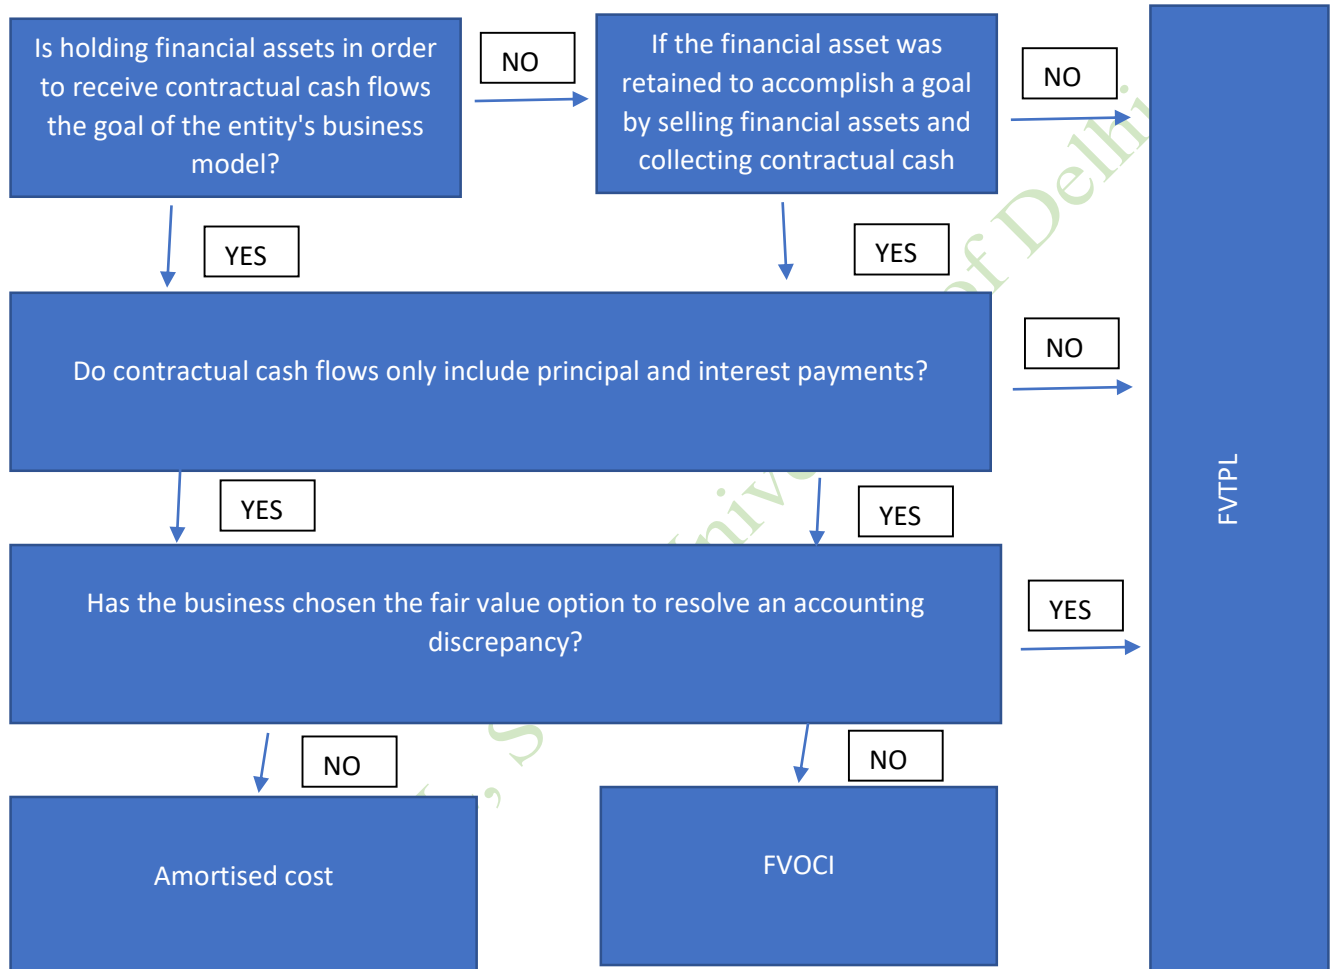 Is holding financial assets in order
to receive contractual cash flows
the goal of the entity's business
model?
NO
If the financial asset was
retained to accomplish a goal
by selling financial assets and
collecting contractual cash
NO
YES
YES
Do contractual cash flows only include principal and interest payments?
NO
YES
YES
Has the business chosen the fair value option to resolve an accounting
discrepancy?
YES
NO
NO
Amortised cost
FVOCI
FVTPL
of Delhi